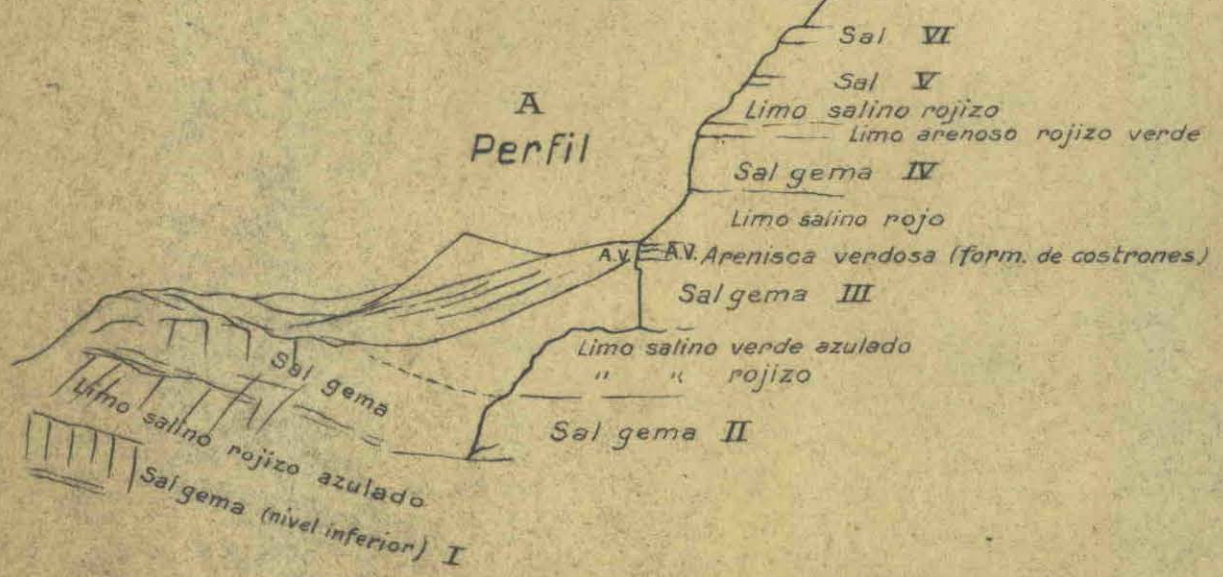 Sal VI
Sal V
A
Perfil
Limo salino rojizo
Limo arenoso rojizo verde
Sal gema IV
Limo salino rojo
A.V. A.V. Arenisca verdosa (form. de costrones)
Sal gema III
Limo salino verde azulado
" " rojizo
Sal gema
Sal gema II
Limo salino rojizo azulado
Sal gema (nivel inferior) I